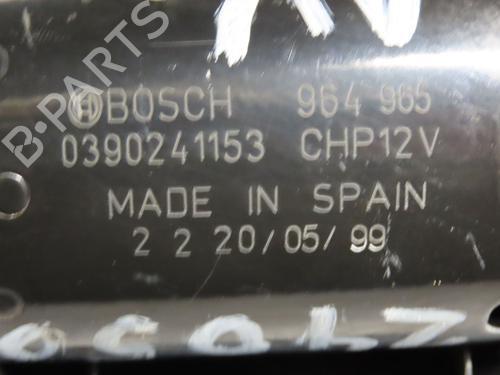 B-PARTS
BOSCH 964 965
0390241153 CHP12V
MADE IN SPAIN
2 2 20/05/99